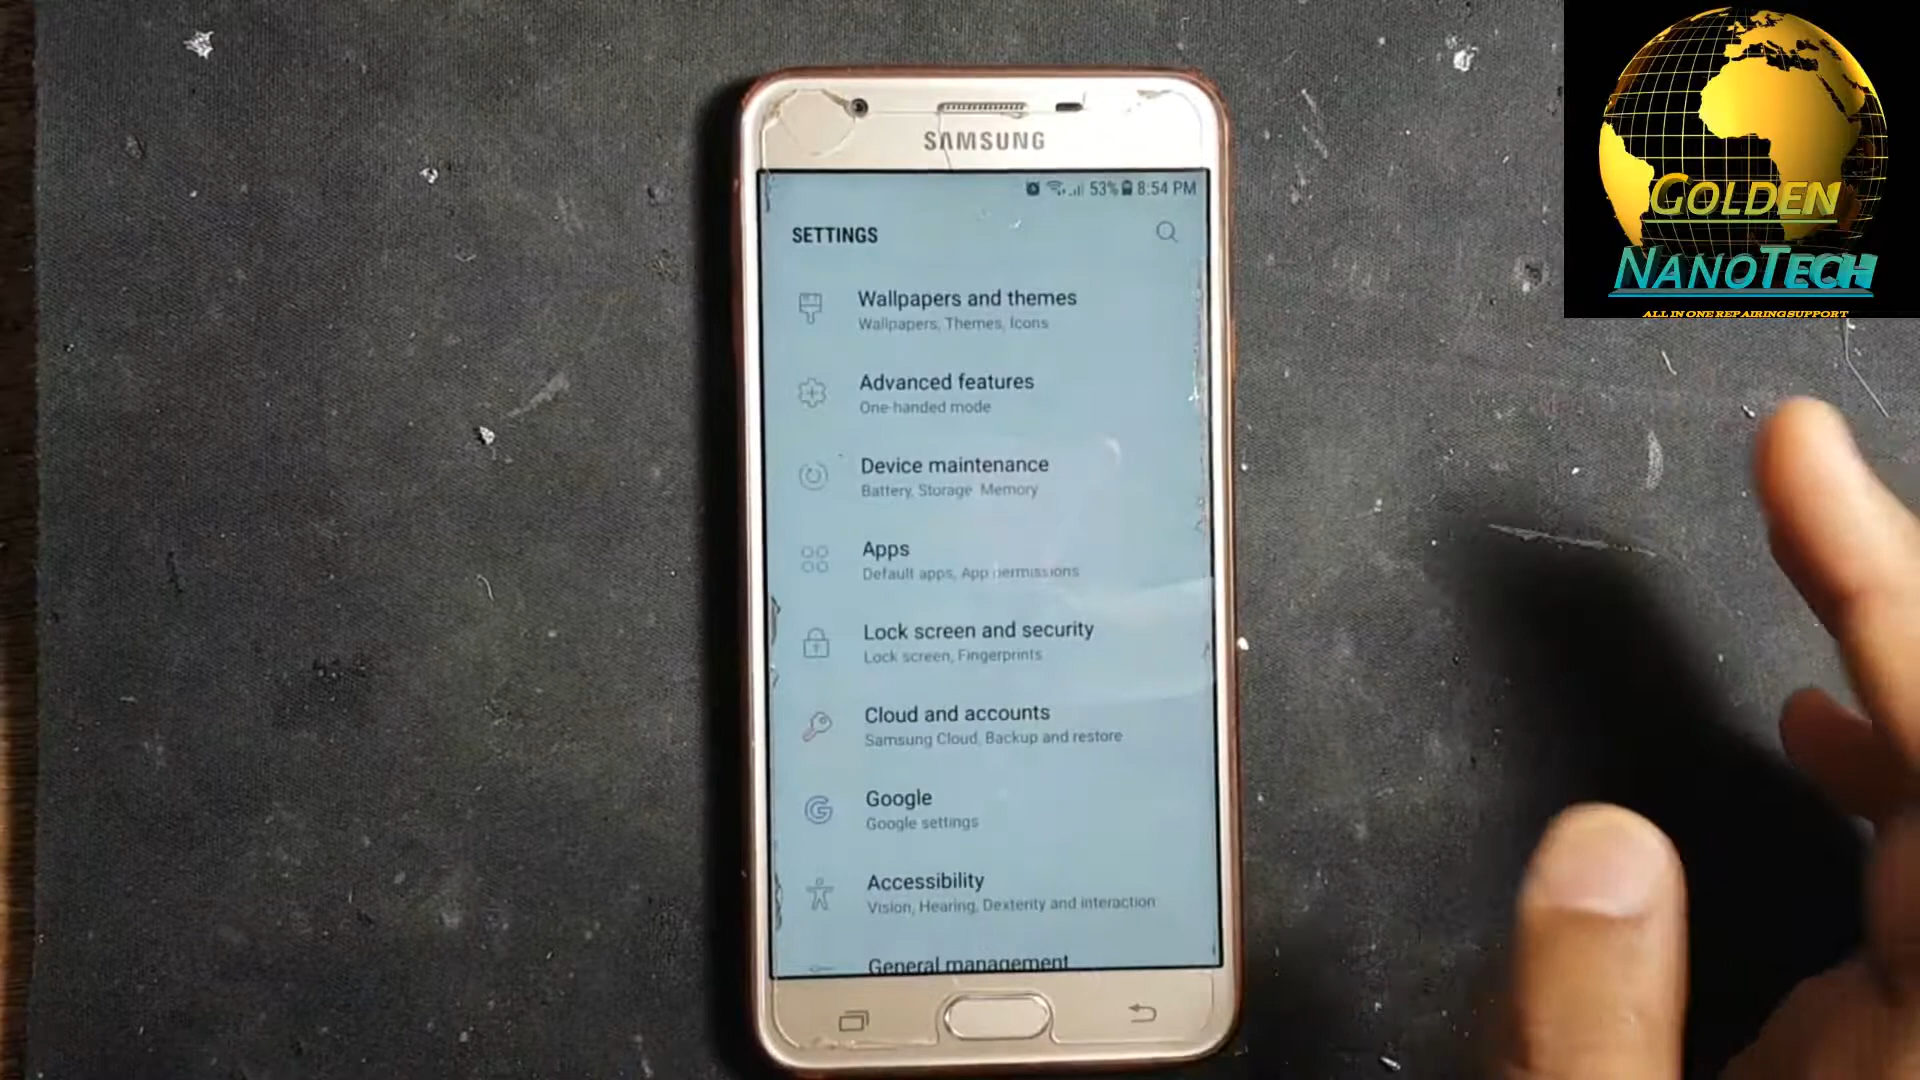 SAMSUNG
53% 8:54 PM
SETTINGS
Wallpapers and themes
Wallpapers, Themes, Icons
Advanced features
One-handed mode
Device maintenance
Battery, Storage, Memory
Apps
Default apps, App permissions
Lock screen and security
Lock screen, Fingerprints
Cloud and accounts
Samsung Cloud, Backup and restore
Google
Google settings
Accessibility
Vision, Hearing, Dexterity and interaction
General management
GOLDEN
NANOTECH
ALL IN ONE REPAIRING SUPPORT